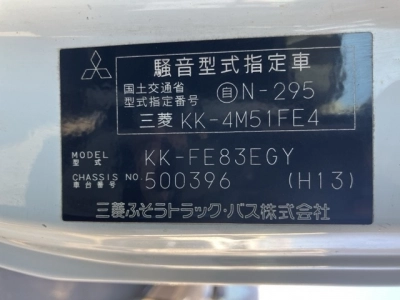 騒音型式指定車
国土交通省
型式指定番号 自N-295
三菱 KK-4M51FE4
MODEL
型式 KK-FE83EGY
CHASSIS NO.
車台番号 500396 (H13)
三菱ふそうトラック・バス株式会社